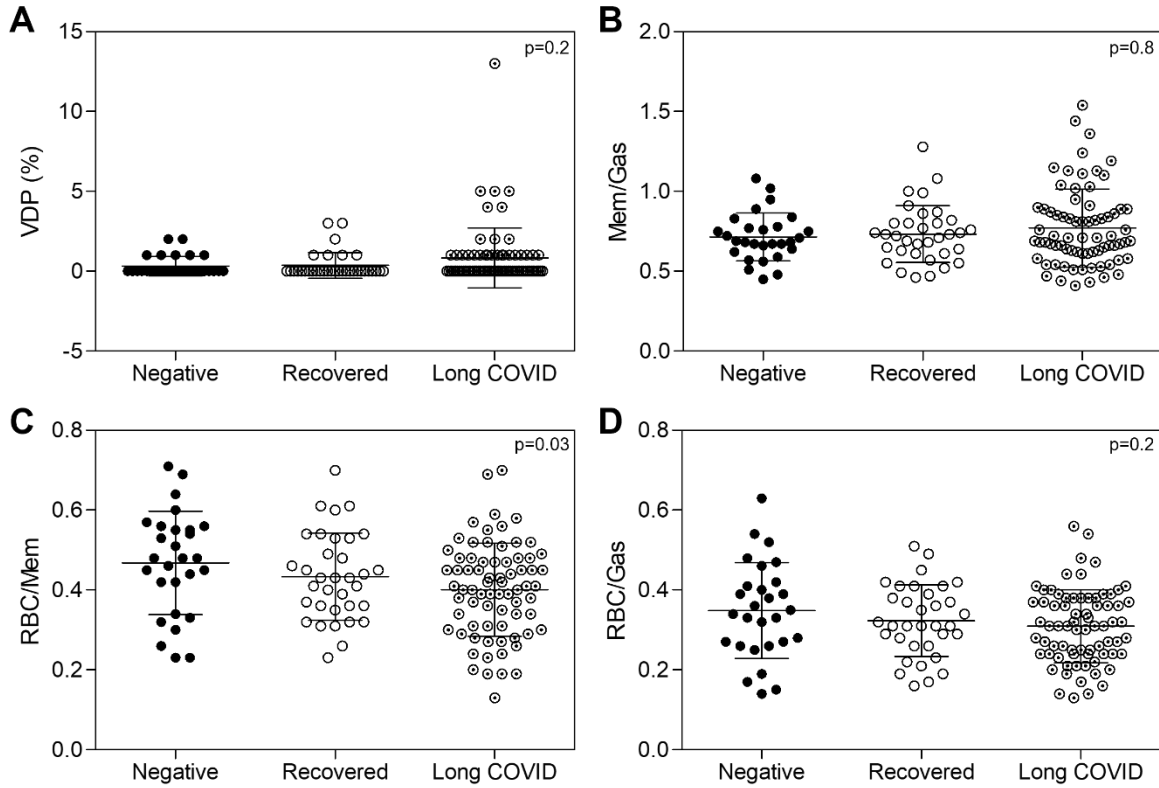 A
VDP (%)
15
10
5
0
-5
p=0.2
Negative Recovered Long COVID
B
Mem/Gas
2.0
1.5
1.0
0.5
0.0
p=0.8
Negative Recovered Long COVID
C
RBC/Mem
0.8
0.6
0.4
0.2
0.0
p=0.03
Negative Recovered Long COVID
D
RBC/Gas
0.8
0.6
0.4
0.2
0.0
p=0.2
Negative Recovered Long COVID